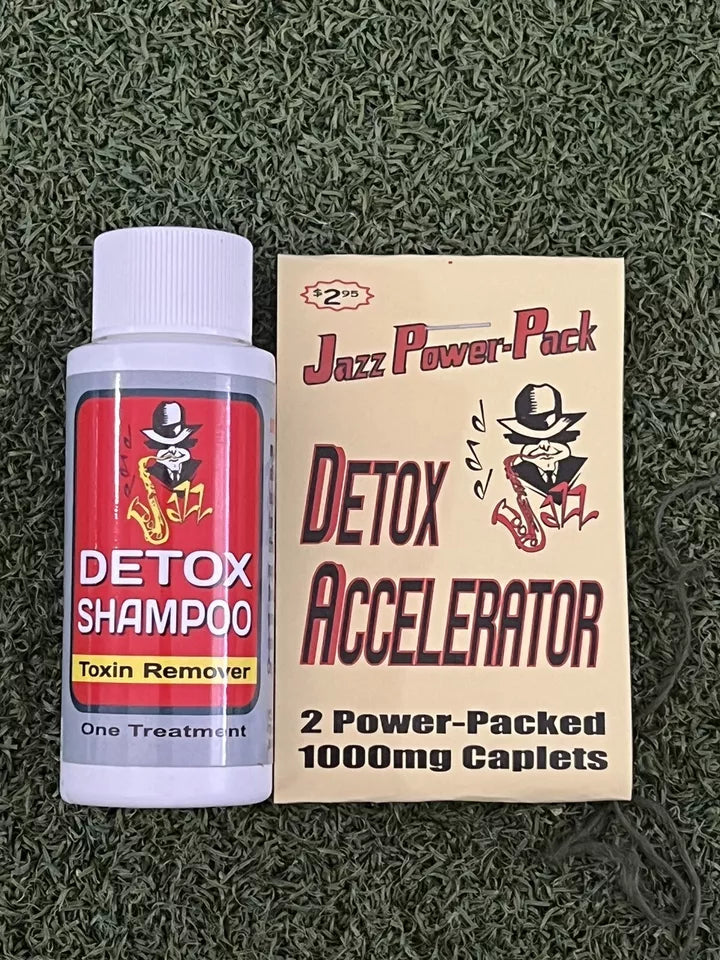 Jazz
DETOX
SHAMPOO
Toxin Remover
One Treatment
$2.95
Jazz Power-Pack
Jazz
DETOX
ACCELERATOR
2 Power-Packed
1000mg Caplets